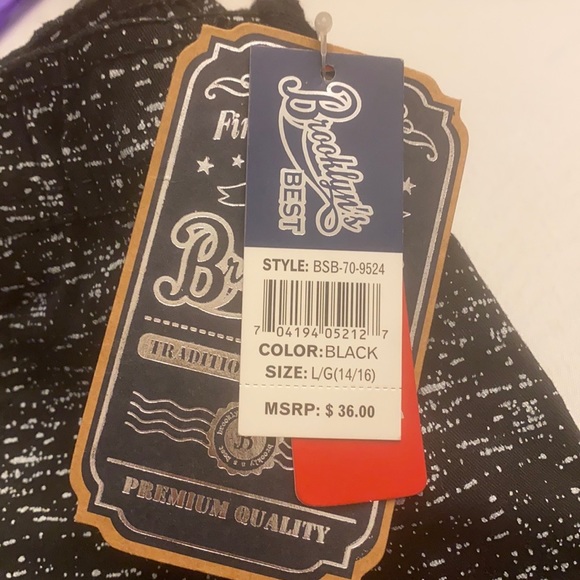 Brooklyn's
BEST
STYLE: BSB-70-9524
7 04194 05212 7
COLOR:BLACK
SIZE: L/G(14/16)
MSRP: $ 36.00
PREMIUM QUALITY